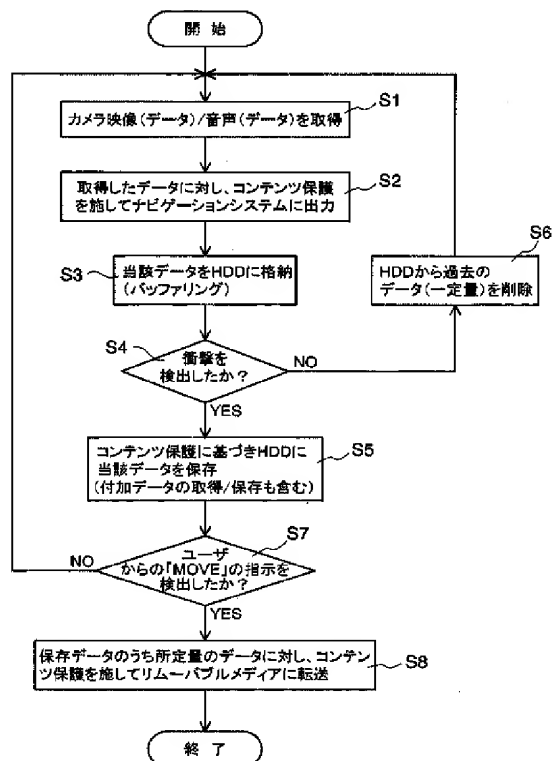 開 始
S1
カメラ映像(データ)/音声(データ)を取得
S2
取得したデータに対し、コンテンツ保護
を施してナビゲーションシステムに出力
S3
当該データをHDDに格納
(バッファリング)
S6
HDDから過去の
データ(一定量)を削除
S4
衝撃を
検出したか?
NO
YES
S5
コンテンツ保護に基づきHDDに
当該データを保存
(付加データの取得/保存も含む)
S7
ユーザ
からの「MOVE」の指示を
検出したか?
NO
YES
S8
保存データのうち所定量のデータに対し、コンテン
ツ保護を施してリムーバブルメディアに転送
終 了